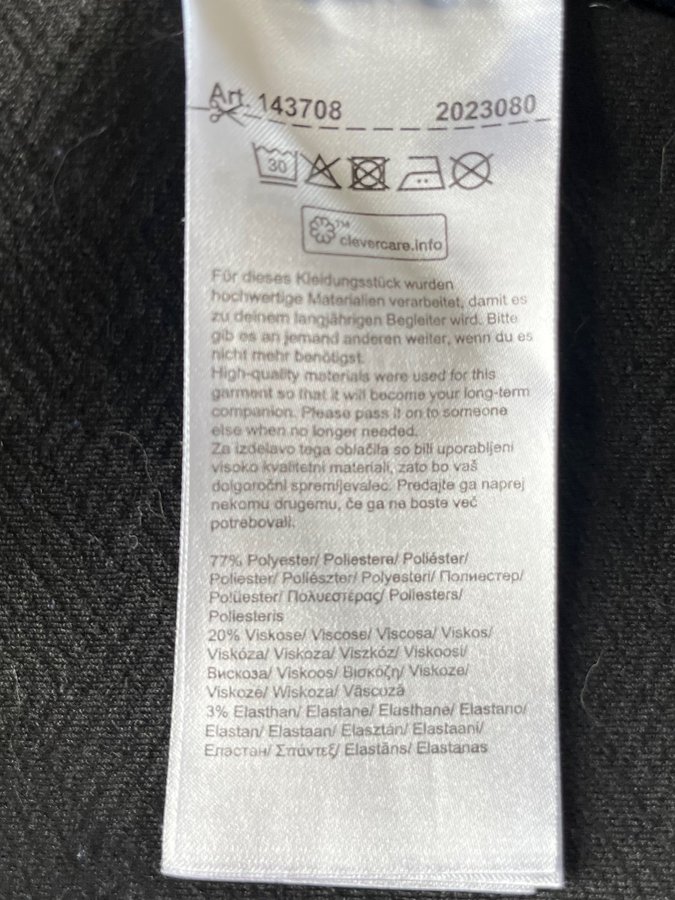 Art. 143708 2023080
30
™ clevercare.info
Für dieses Kleidungsstück wurden
hochwertige Materialien verarbeitet, damit es
zu deinem langjährigen Begleiter wird. Bitte
gib es an jemand anderen weiter, wenn du es
nicht mehr benötigst.
High-quality materials were used for this
garment so that it will become your long-term
companion. Please pass it on to someone
else when no longer needed.
Za izdelavo tega oblačila so bili uporabljeni
visoko kvalitetni materiali, zato bo vaš
dolgoročni spremljevalec. Predajte ga naprej
nekomu drugemu, če ga ne boste več
potrebovali.
77% Polyester/ Poliestere/ Poliéster/
Poliester/ Poliészter/ Polyesteri/ Полиестер/
Poliüester/ Πολυεστέρας/ Poliesters/
Poliesteris
20% Viskose/ Viscose/ Viscosa/ Viskos/
Viskóza/ Viskoza/ Viszkóz/ Viskoosi/
Вискоза/ Viskoos/ Βισκόζη/ Viskoze/
Viskozė/ Wiskoza/ Vâscoză
3% Elasthan/ Elastane/ Elasthane/ Elastano/
Elastan/ Elastaan/ Elasztán/ Elastaani/
Еластан/ Σπάντεξ/ Elastāns/ Elastanas